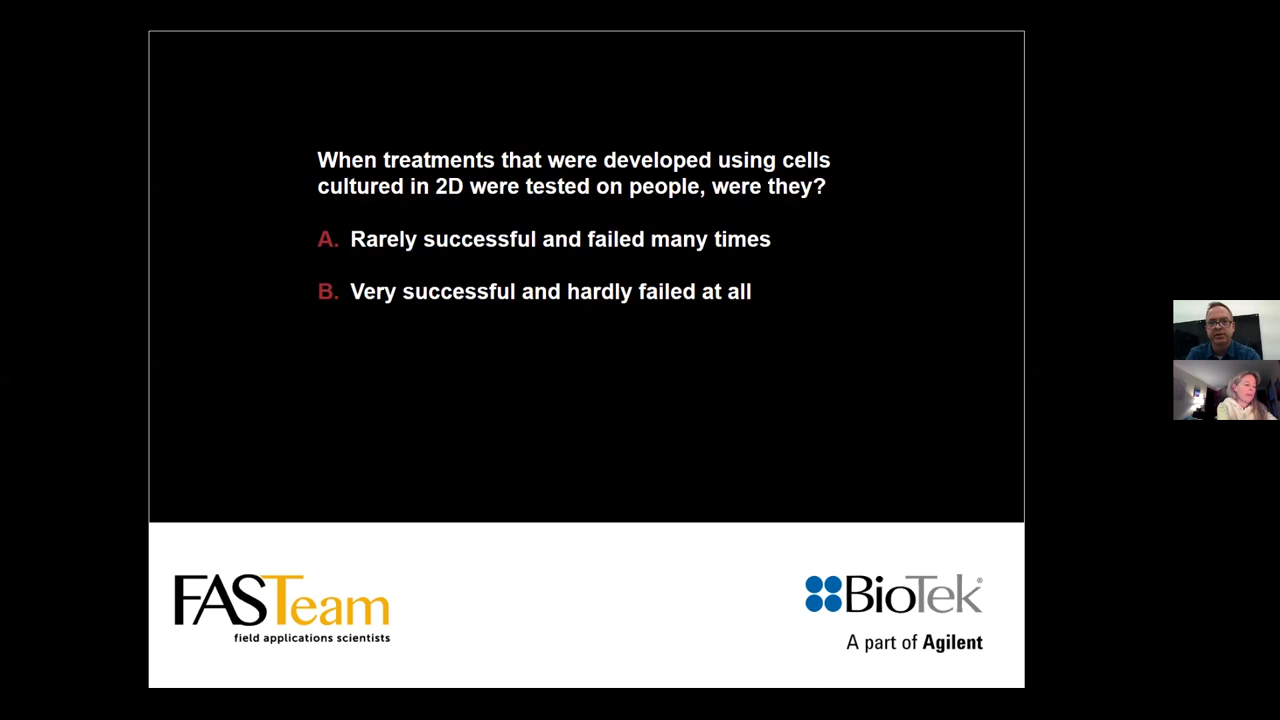 When treatments that were developed using cells
cultured in 2D were tested on people, were they?
A. Rarely successful and failed many times
B. Very successful and hardly failed at all
FASTeam
field applications scientists
BioTek®
A part of Agilent